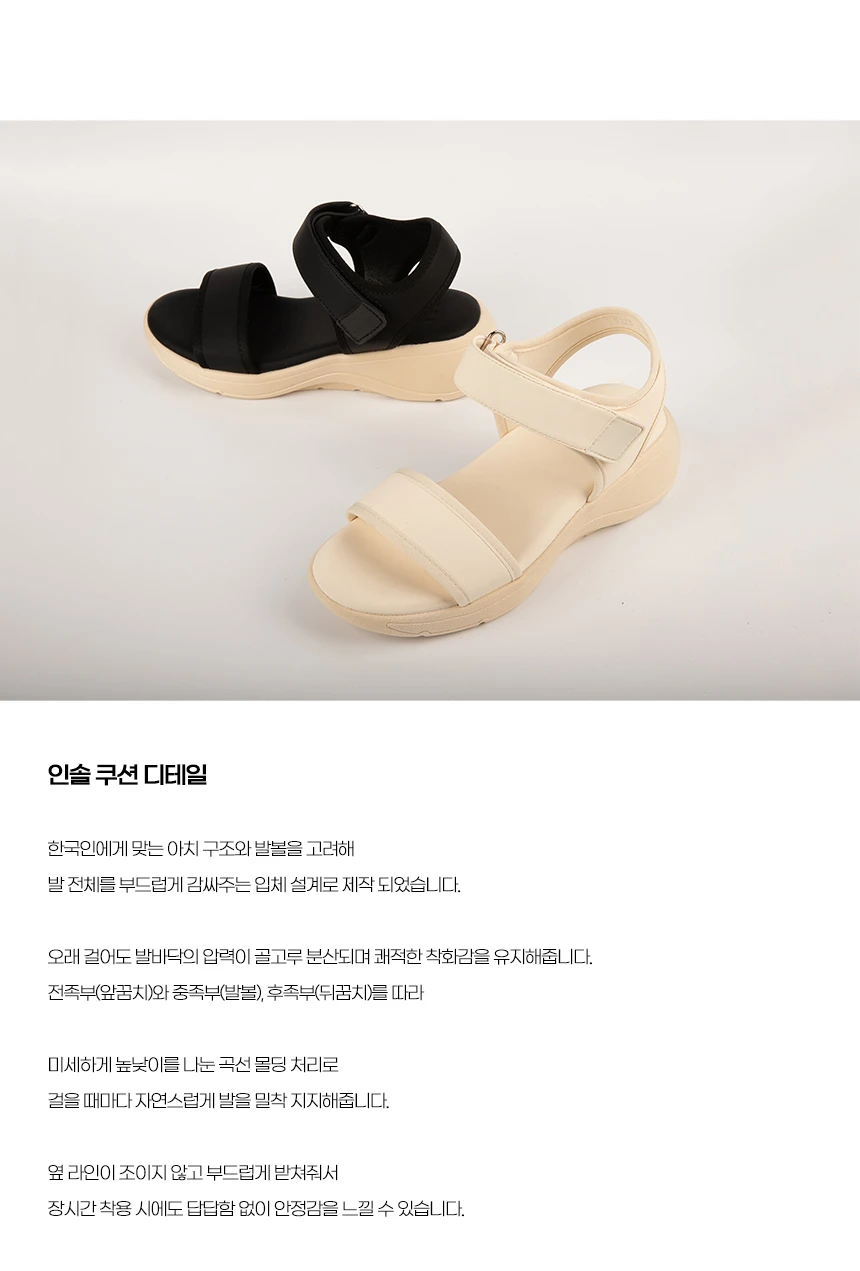 인솔 쿠션 디테일
한국인에게 맞는 아치 구조와 발볼을 고려해
발 전체를 부드럽게 감싸주는 입체 설계로 제작 되었습니다.
오래 걸어도 발바닥의 압력이 골고루 분산되며 쾌적한 착화감을 유지해줍니다.
전족부(앞꿈치)와 중족부(발볼), 후족부(뒤꿈치)를 따라
미세하게 높낮이를 나눈 곡선 몰딩 처리로
걸을 때마다 자연스럽게 발을 밀착 지지해줍니다.
옆 라인이 조이지 않고 부드럽게 받쳐줘서
장시간 착용 시에도 답답함 없이 안정감을 느낄 수 있습니다.